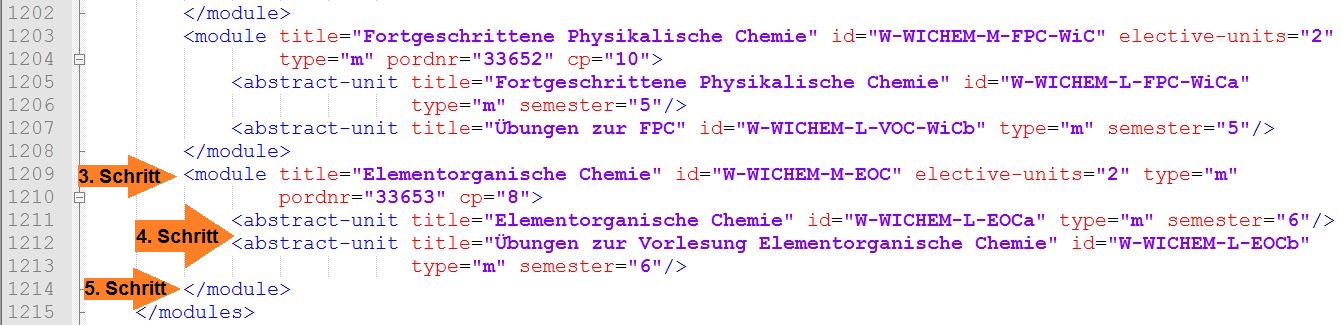 1202 </module>
1203 <module title="Fortgeschrittene Physikalische Chemie" id="W-WICHEM-M-FPC-WiC" elective-units="2"
1204 type="m" pordnr="33652" cp="10">
1205 <abstract-unit title="Fortgeschrittene Physikalische Chemie" id="W-WICHEM-L-FPC-WiCa"
1206 type="m" semester="5"/>
1207 <abstract-unit title="Übungen zur FPC" id="W-WICHEM-L-VOC-WiCb" type="m" semester="5"/>
1208 </module>
1209 3. Schritt <module title="Elementorganische Chemie" id="W-WICHEM-M-EOC" elective-units="2" type="m"
1210 pordnr="33653" cp="8">
1211 <abstract-unit title="Elementorganische Chemie" id="W-WICHEM-L-EOCa" type="m" semester="6"/>
4. Schritt
1212 <abstract-unit title="Übungen zur Vorlesung Elementorganische Chemie" id="W-WICHEM-L-EOCb"
1213 type="m" semester="6"/>
1214 5. Schritt </module>
1215 </modules>